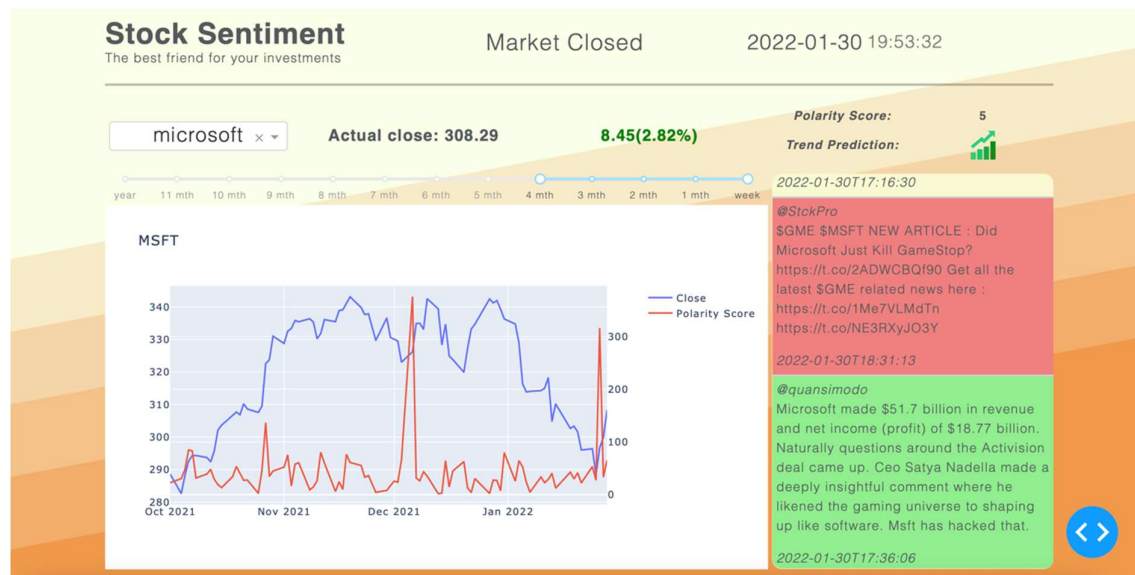 Stock Sentiment
The best friend for your investments
Market Closed
2022-01-30 19:53:32
microsoft ×
Actual close: 308.29
8.45(2.82%)
Polarity Score: 5
Trend Prediction:
year 11 mth 10 mth 9 mth 8 mth 7 mth 6 mth 5 mth 4 mth 3 mth 2 mth 1 mth week
MSFT
340
330
320
310
300
290
280
Oct 2021 Nov 2021 Dec 2021 Jan 2022
300
200
100
0
Close
Polarity Score
2022-01-30T17:16:30
@StckPro
$GME $MSFT NEW ARTICLE : Did
Microsoft Just Kill GameStop?
https://t.co/2ADWCBQf90 Get all the
latest $GME related news here :
https://t.co/1Me7VLMdTn
https://t.co/NE3RXyJO3Y
2022-01-30T18:31:13
@quansimodo
Microsoft made $51.7 billion in revenue
and net income (profit) of $18.77 billion.
Naturally questions around the Activision
deal came up. Ceo Satya Nadella made a
deeply insightful comment where he
likened the gaming universe to shaping
up like software. Msft has hacked that.
2022-01-30T17:36:06